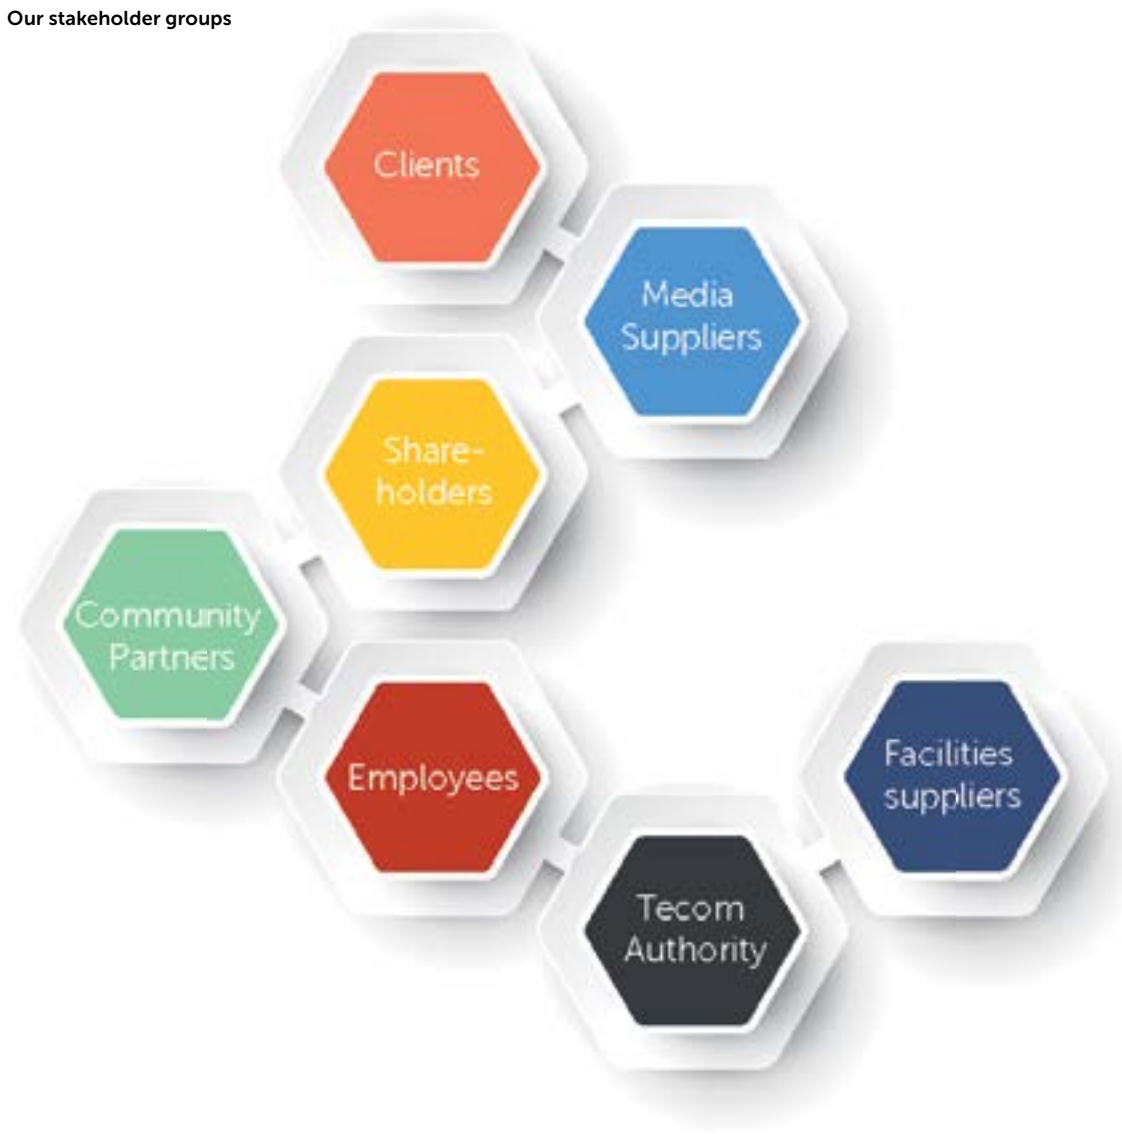 Our stakeholder groups
Clients
Media
Suppliers
Share-
holders
Community
Partners
Employees
Facilities
suppliers
Tecom
Authority